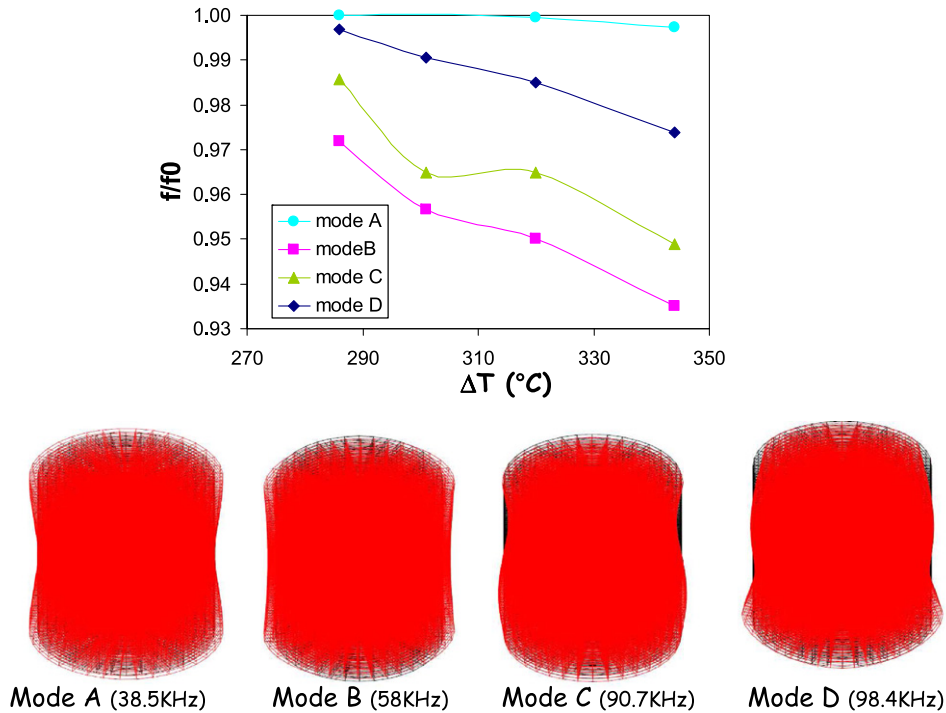 1.00
0.99
0.98
0.97
0.96
0.95
0.94
0.93
f/f0
mode A
modeB
mode C
mode D
270 290 310 330 350
ΔT (°C)
Mode A (38.5KHz) Mode B (58KHz) Mode C (90.7KHz) Mode D (98.4KHz)